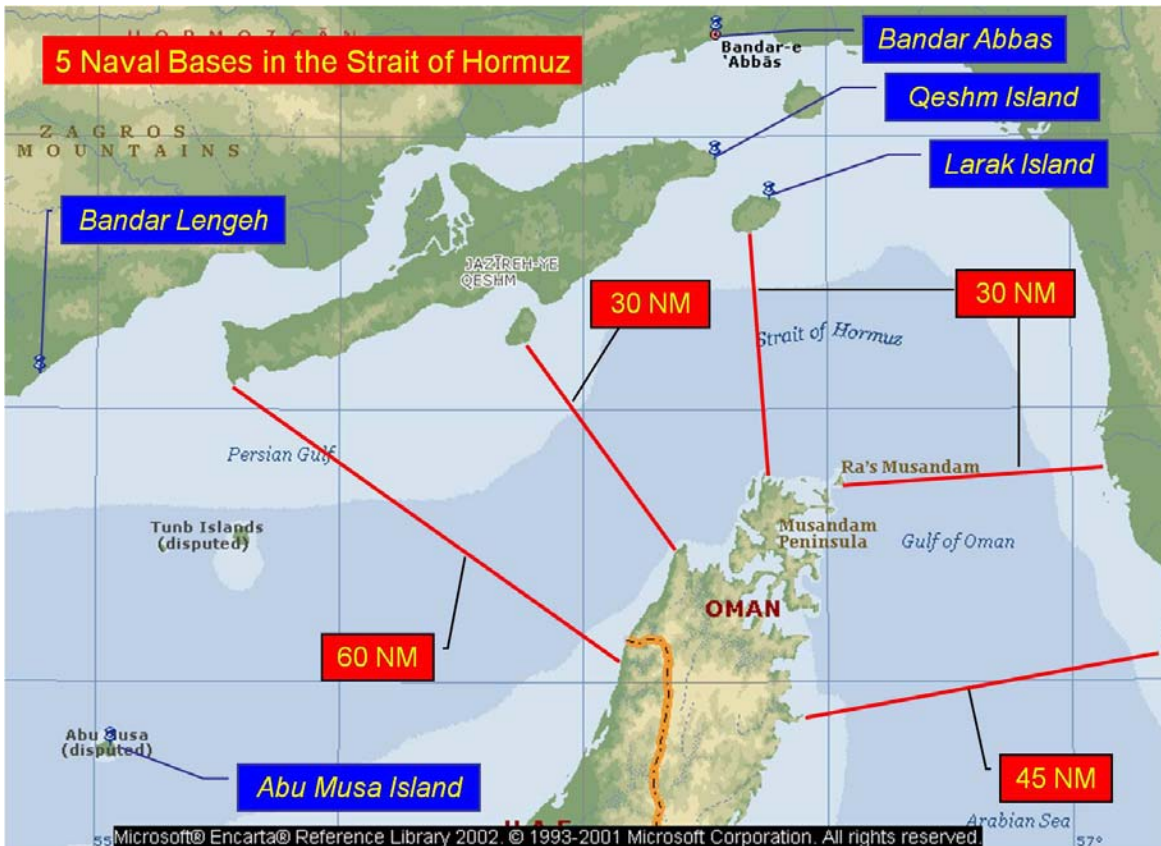 HORMOZGĀN
5 Naval Bases in the Strait of Hormuz
Bandar Abbas
Bandar-e
'Abbās
Qeshm Island
ZAGROS
MOUNTAINS
Larak Island
Bandar Lengeh
JAZĪREH-YE
QESHM
30 NM
30 NM
Strait of Hormuz
Persian Gulf
Ra's Musandam
Tunb Islands
(disputed)
Musandam
Peninsula
Gulf of Oman
OMAN
60 NM
Abu Musa
(disputed)
Abu Musa Island
45 NM
U.A.E.
Arabian Sea
55
Microsoft® Encarta® Reference Library 2002. © 1993-2001 Microsoft Corporation. All rights reserved.
57°